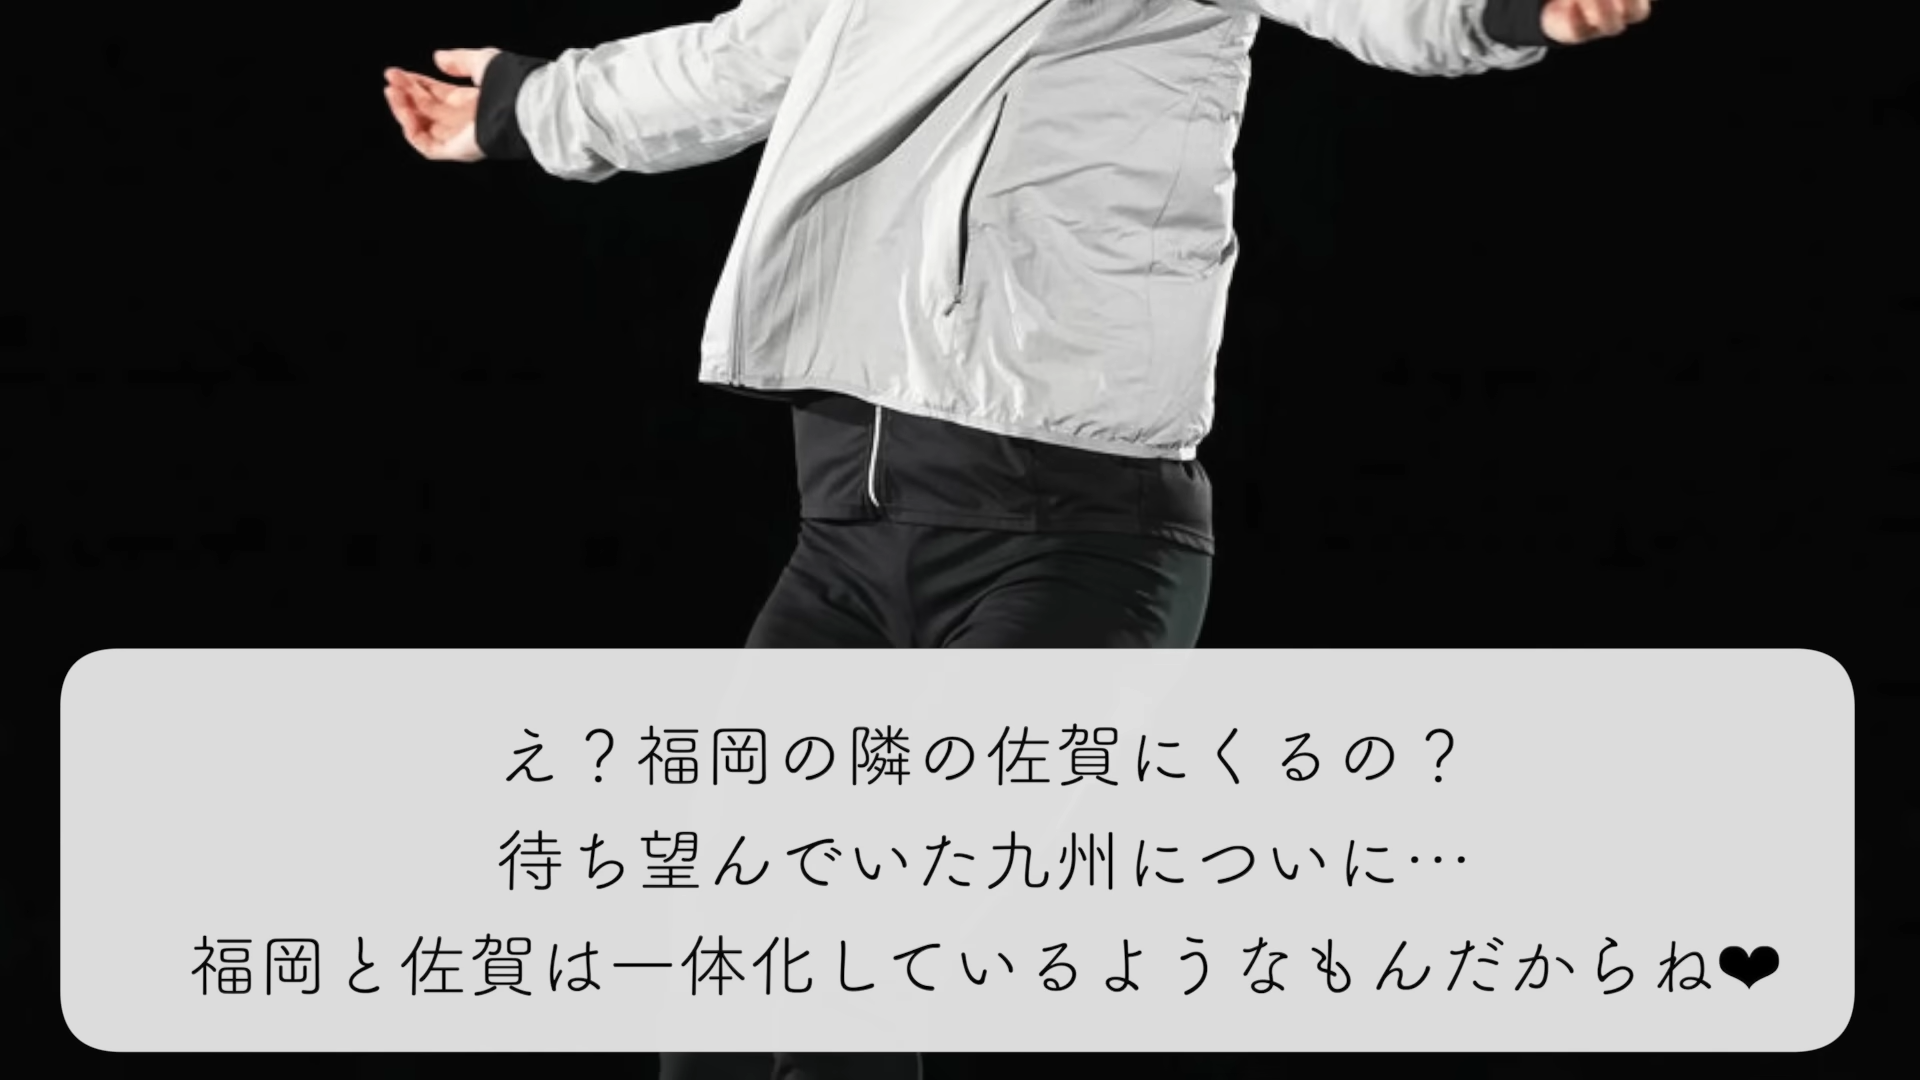 え？福岡の隣の佐賀にくるの？
待ち望んでいた九州についに…
福岡と佐賀は一体化しているようなもんだからね❤